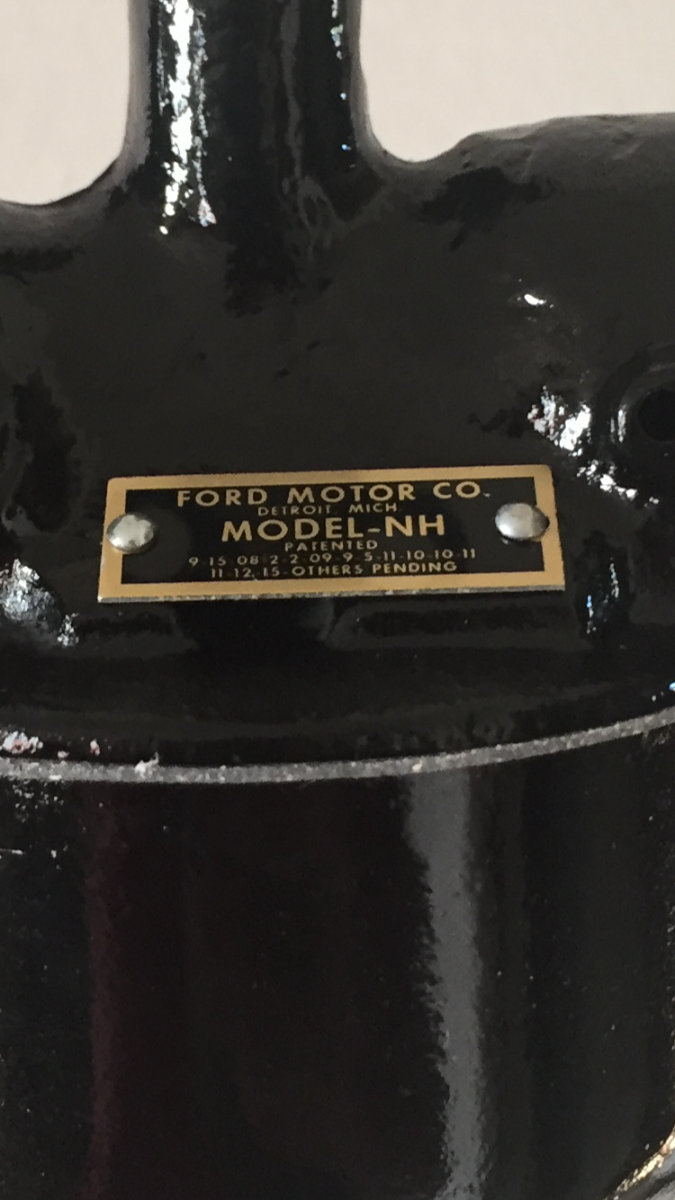 FORD MOTOR CO.
DETROIT, MICH.
MODEL-NH
PATENTED
9-15-08-2-2-09-9-5-11-10-10-11
11-12-15-OTHERS PENDING